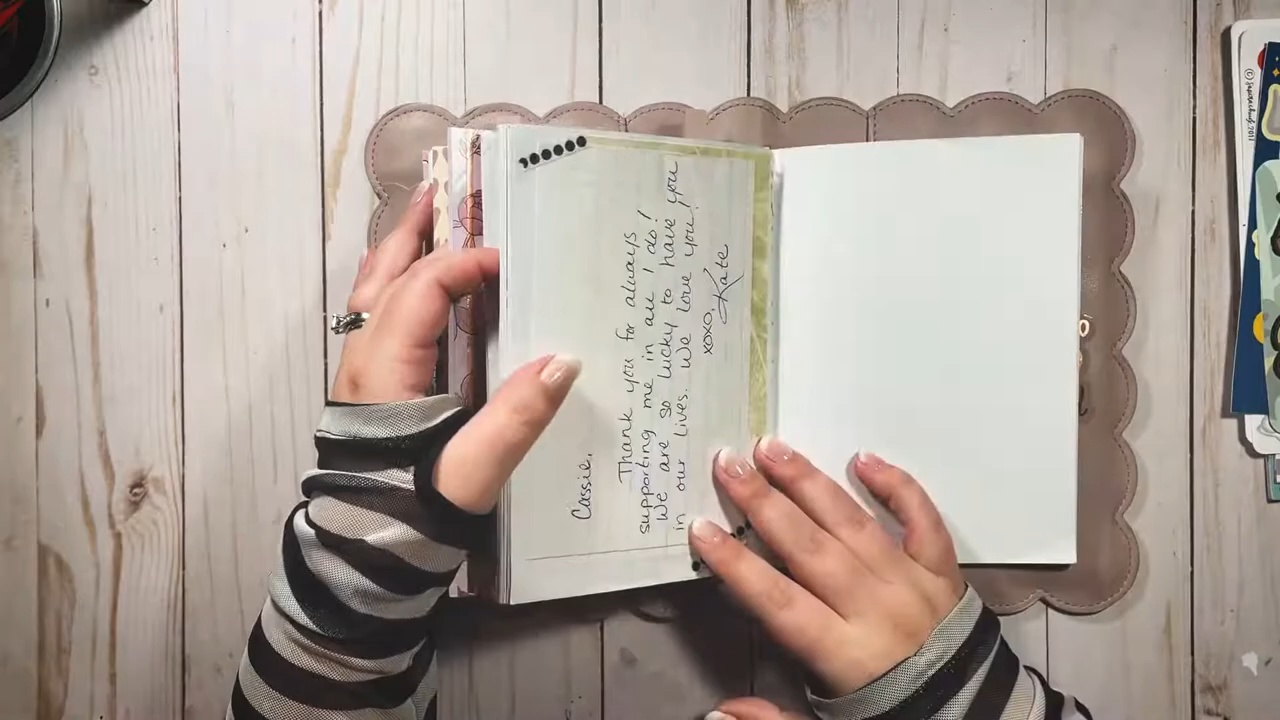 Cassie,
Thank you for always
supporting me in all I do!
We are so lucky to have you
in our lives. We love you!
xoxo,
Kate